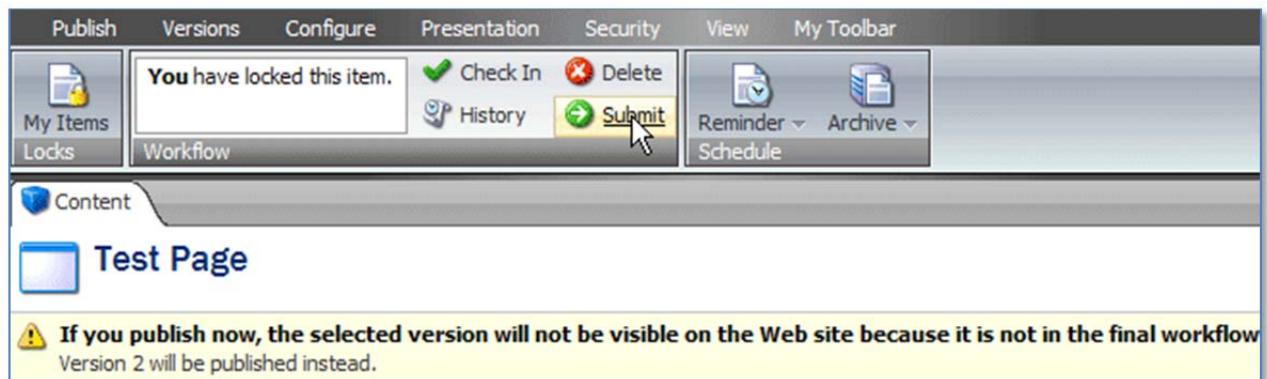 Publish Versions Configure Presentation Security View My Toolbar
My Items
Locks
You have locked this item.
Check In
Delete
History
Submit
Workflow
Reminder
Archive
Schedule
Content
Test Page
If you publish now, the selected version will not be visible on the Web site because it is not in the final workflow
Version 2 will be published instead.